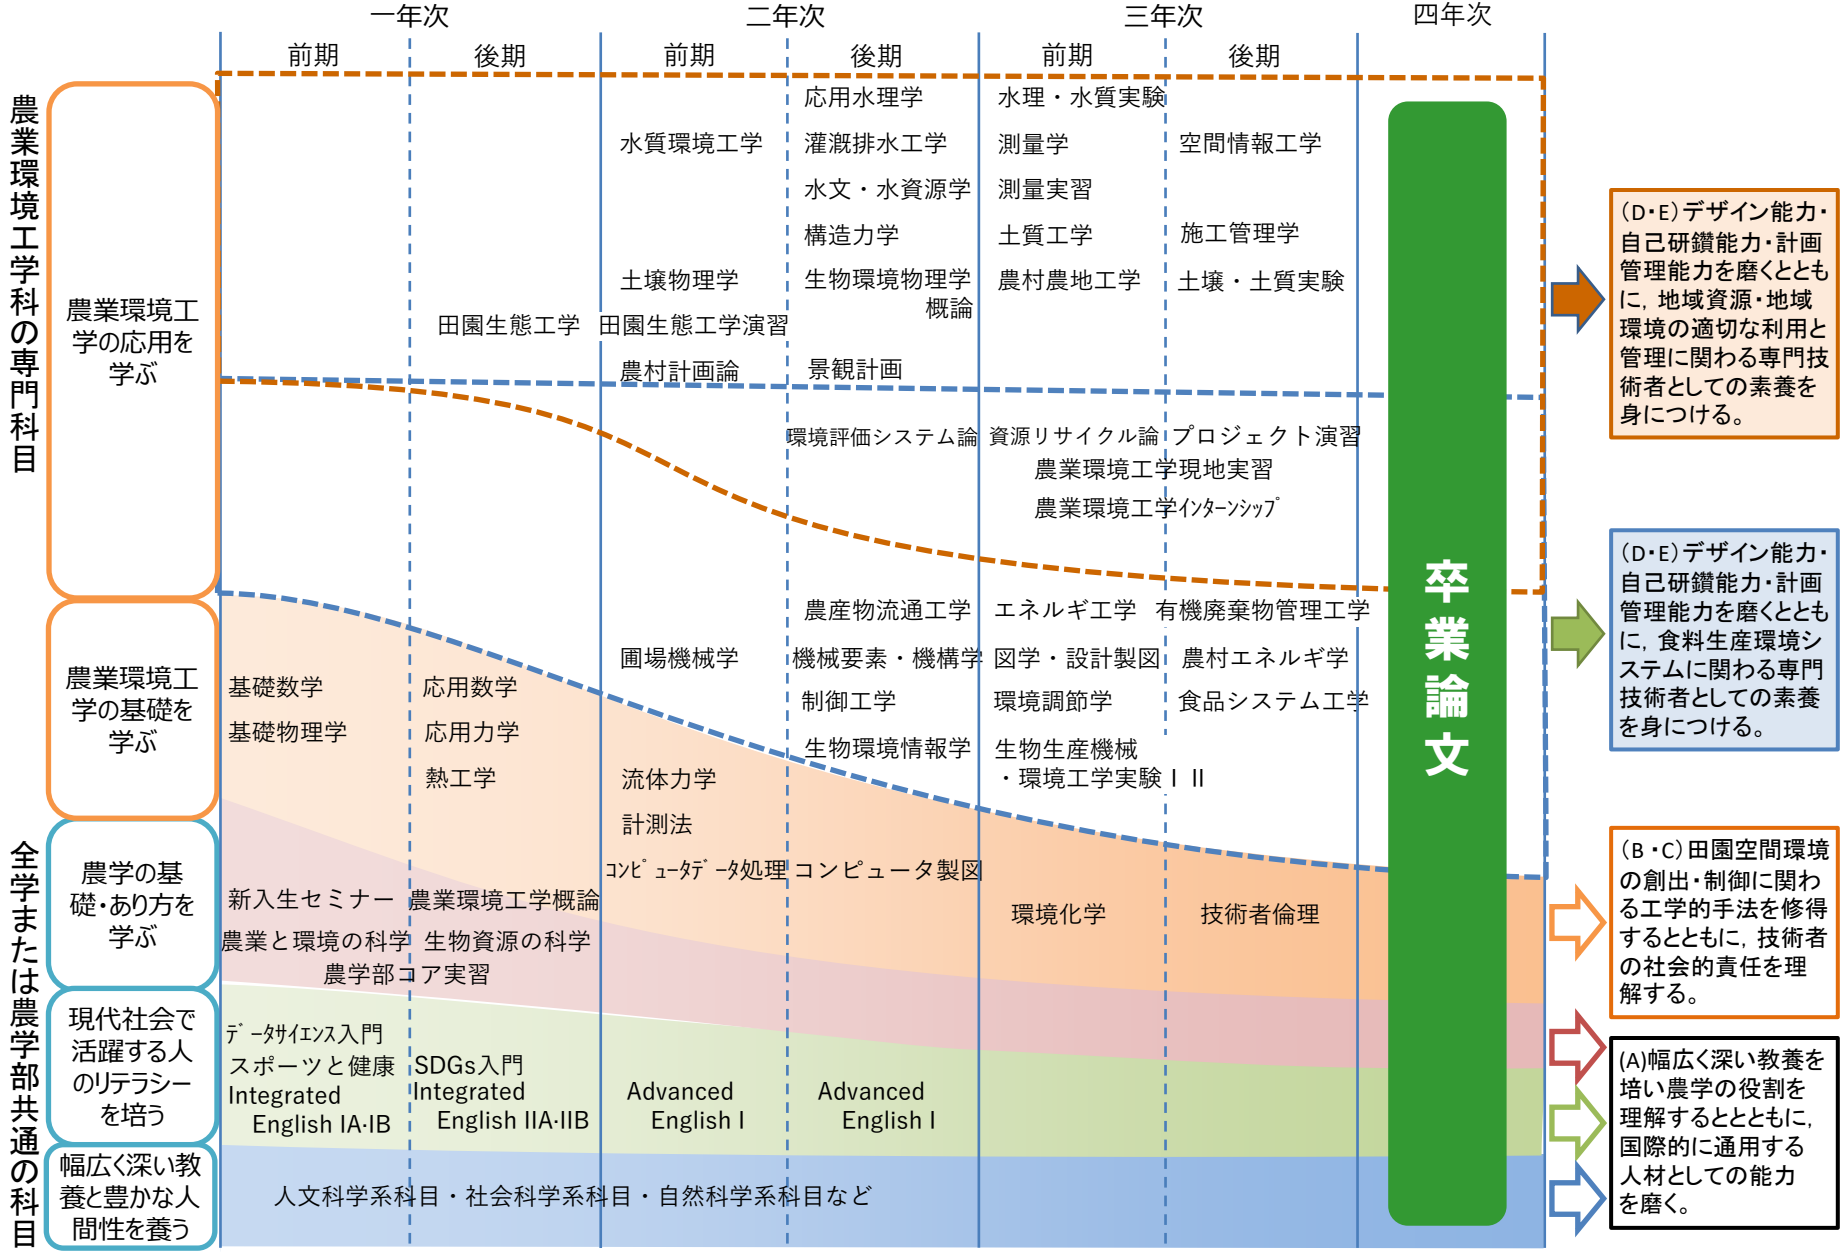 一年次
二年次
三年次
四年次
前期
後期
前期
後期
前期
後期
農業環境工学科の専門科目
農業環境工
学の応用を
学ぶ
応用水理学
水理・水質実験
水質環境工学
灌漑排水工学
測量学
空間情報工学
水文・水資源学
測量実習
構造力学
土質工学
施工管理学
土壌物理学
生物環境物理学
概論
農村農地工学
土壌・土質実験
田園生態工学
田園生態工学演習
農村計画論
景観計画
環境評価システム論
資源リサイクル論
プロジェクト演習
農業環境工学現地実習
農業環境工学ｲﾝﾀｰﾝｼｯﾌﾟ
農産物流通工学
エネルギ工学
有機廃棄物管理工学
圃場機械学
機械要素・機構学
図学・設計製図
農村エネルギ学
制御工学
環境調節学
食品システム工学
生物環境情報学
生物生産機械
・環境工学実験Ⅰ Ⅱ
農業環境工
学の基礎を
学ぶ
基礎数学
応用数学
基礎物理学
応用力学
熱工学
流体力学
計測法
ｺﾝﾋﾟｭｰﾀﾃﾞｰﾀ処理
コンピュータ製図
環境化学
技術者倫理
全学または農学部共通の科目
農学の基
礎・あり方を
学ぶ
新入生セミナー
農業環境工学概論
農業と環境の科学
生物資源の科学
農学部コア実習
現代社会で
活躍する人
のリテラシー
を培う
ﾃﾞｰﾀｻｲｴﾝｽ入門
スポーツと健康
Integrated
English IA·IB
SDGs入門
Integrated
English IIA·IIB
Advanced
English I
Advanced
English I
幅広く深い教
養と豊かな人
間性を養う
人文科学系科目・社会科学系科目・自然科学系科目など
卒業論文
（D・E）デザイン能力・
自己研鑽能力・計画
管理能力を磨くととも
に，地域資源・地域
環境の適切な利用と
管理に関わる専門技
術者としての素養を
身につける。
（D・E）デザイン能力・
自己研鑽能力・計画
管理能力を磨くととも
に，食料生産環境シ
ステムに関わる専門
技術者としての素養
を身につける。
（B・C）田園空間環境
の創出・制御に関わ
る工学的手法を修得
するとともに，技術者
の社会的責任を理
解する。
(A)幅広く深い教養を
培い農学の役割を
理解するととともに，
国際的に通用する
人材としての能力
を磨く。